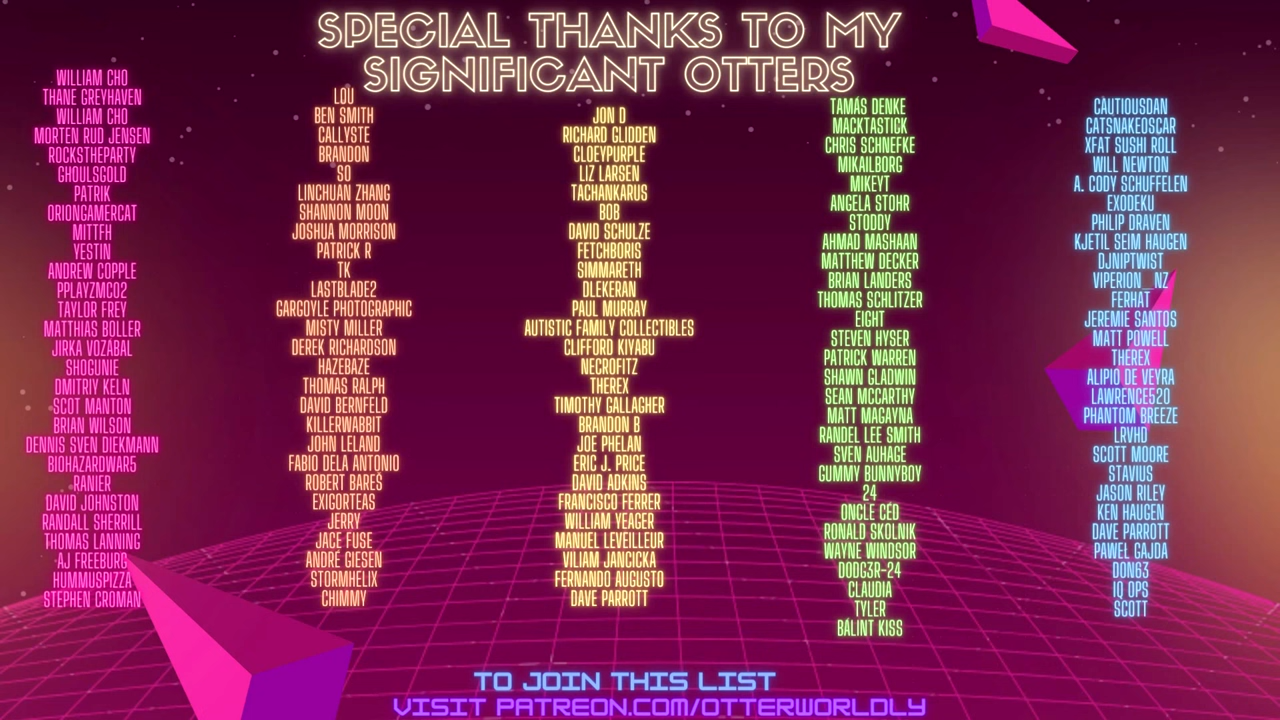 SPECIAL THANKS TO MY
SIGNIFICANT OTTERS
WILLIAM CHO
THANE GREYHAVEN
WILLIAM CHO
MORTEN RUD JENSEN
ROCKSTHEPARTY
GHOULSGOLD
PATRIK
ORIONGAMERCAT
MITTFH
YESTIN
ANDREW COPPLE
PPLAYZMC02
TAYLOR FREY
MATTHIAS BOLLER
JIRKA VOZÁBAL
SHOGUNIE
DMITRIY KELN
SCOT MANTON
BRIAN WILSON
DENNIS SVEN DIEKMANN
BIOHAZARDWAR5
RANIER
DAVID JOHNSTON
RANDALL SHERRILL
THOMAS LANNING
AJ FREEBURG
HUMMUSPIZZA
STEPHEN CROMAN
LOU
BEN SMITH
CALLYSTE
BRANDON
SO
LINCHUAN ZHANG
SHANNON MOON
JOSHUA MORRISON
PATRICK R
TK
LASTBLADE2
GARGOYLE PHOTOGRAPHIC
MISTY MILLER
DEREK RICHARDSON
HAZEBAZE
THOMAS RALPH
DAVID BERNFELD
KILLERWABBIT
JOHN LELAND
FABIO DELA ANTONIO
ROBERT BARES
EXIGORTEAS
JERRY
JACE FUSE
ANDRÉ GIESEN
STORMHELIX
CHIMMY
JON D
RICHARD GLIDDEN
CLOEYPURPLE
LIZ LARSEN
TACHANKARUS
BOB
DAVID SCHULZE
FETCHBORIS
SIMMARETH
DLEKERAN
PAUL MURRAY
AUTISTIC FAMILY COLLECTIBLES
CLIFFORD KIYABU
NECROFITZ
THEREX
TIMOTHY GALLAGHER
BRANDON B
JOE PHELAN
ERIC J. PRICE
DAVID ADKINS
FRANCISCO FERRER
WILLIAM YEAGER
MANUEL LEVEILLEUR
VILIAM JANCICKA
FERNANDO AUGUSTO
DAVE PARROTT
TAMÁS DENKE
MACKTASTICK
CHRIS SCHNEFKE
MIKAILBORG
MIKEYT
ANGELA STOHR
STODDY
AHMAD MASHAAN
MATTHEW DECKER
BRIAN LANDERS
THOMAS SCHLITZER
EIGHT
STEVEN HYSER
PATRICK WARREN
SHAWN GLADWIN
SEAN MCCARTHY
MATT MAGAYNA
RANDEL LEE SMITH
SVEN AUHAGE
GUMMY BUNNYBOY
24
ONCLE CED
RONALD SKOLNIK
WAYNE WINDSOR
DODG3R-24
CLAUDIA
TYLER
BÁLINT KISS
CAUTIOUSDAN
CATSNAKEOSCAR
XFAT SUSHI ROLL
WILL NEWTON
A. CODY SCHUFFELEN
EXODEKU
PHILIP DRAVEN
KJETIL SEIM HAUGEN
DJNIPTWIST
VIPERION_NZ
FERHAT
JEREMIE SANTOS
MATT POWELL
THEREX
ALIPIO DE VEYRA
LAWRENCE520
PHANTOM BREEZE
LRVHD
SCOTT MOORE
STAVIUS
JASON RILEY
KEN HAUGEN
DAVE PARROTT
PAWEL GAJDA
DON63
IQ OPS
SCOTT
TO JOIN THIS LIST
VISIT PATREON.COM/OTTERWORLDLY